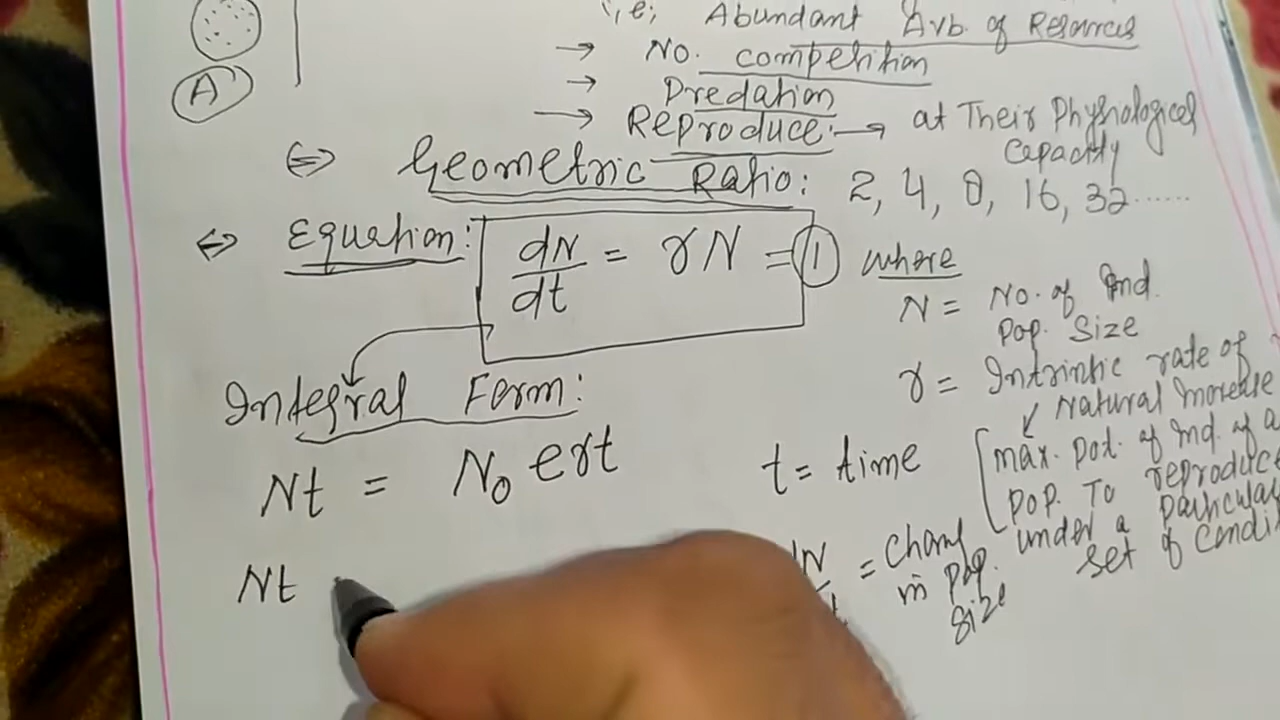 i,e; Abundant Avb. of Resources
→ No. competition
→ Predation
→ Reproduce: → at Their Physiological Capacity
A
⇔ Geometric Ratio: 2, 4, 8, 16, 32......
⇔ Equation: dN/dt = rN = 1
where
N = No. of Ind.
Pop. Size
r = Intrinsic rate of
Natural Increase
[max. pot. of ind. of a
pop. To reproduce
under a particular
set of Condi
t = time
dN = Chang
in pop.
size
Integral Form:
Nt = N₀ ert
Nt